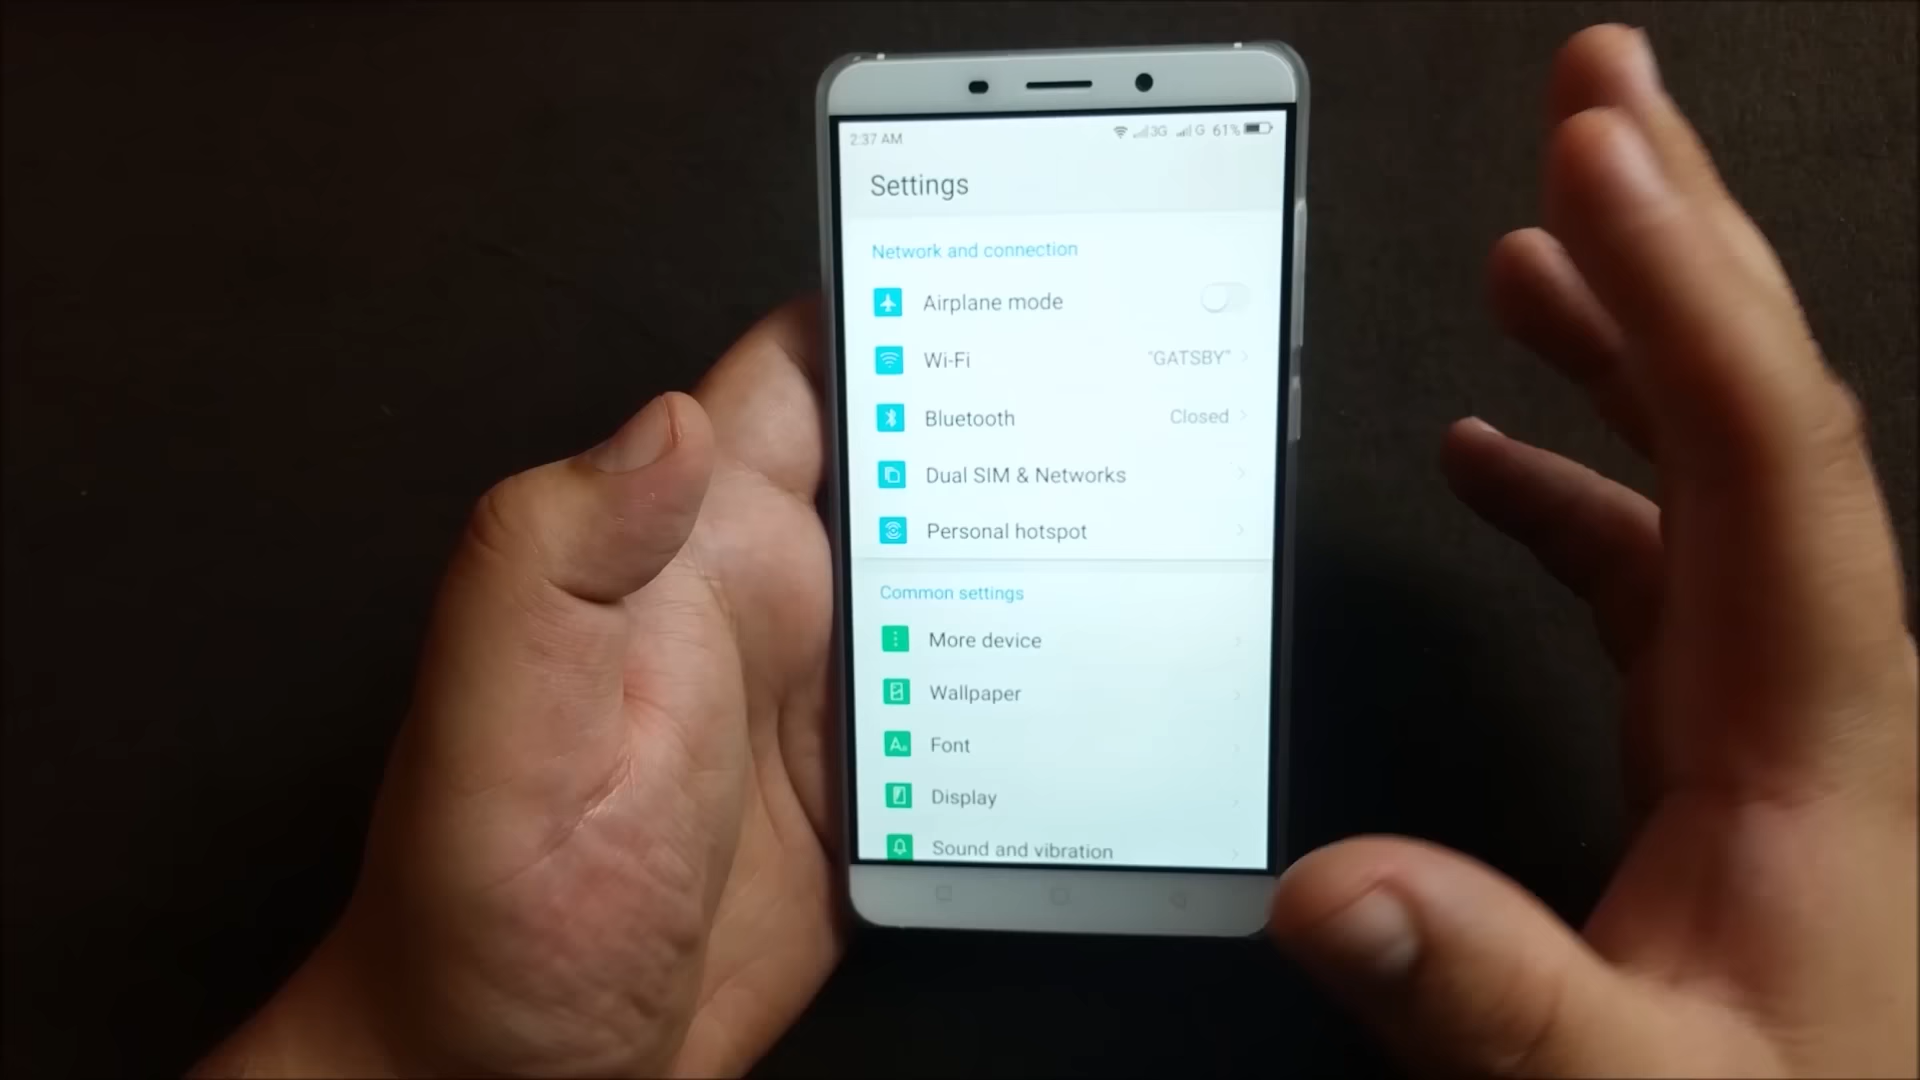 2:37 AM 3G G 61%
Settings
Network and connection
Airplane mode
Wi-Fi "GATSBY"
Bluetooth Closed
Dual SIM & Networks
Personal hotspot
Common settings
More device
Wallpaper
Font
Display
Sound and vibration